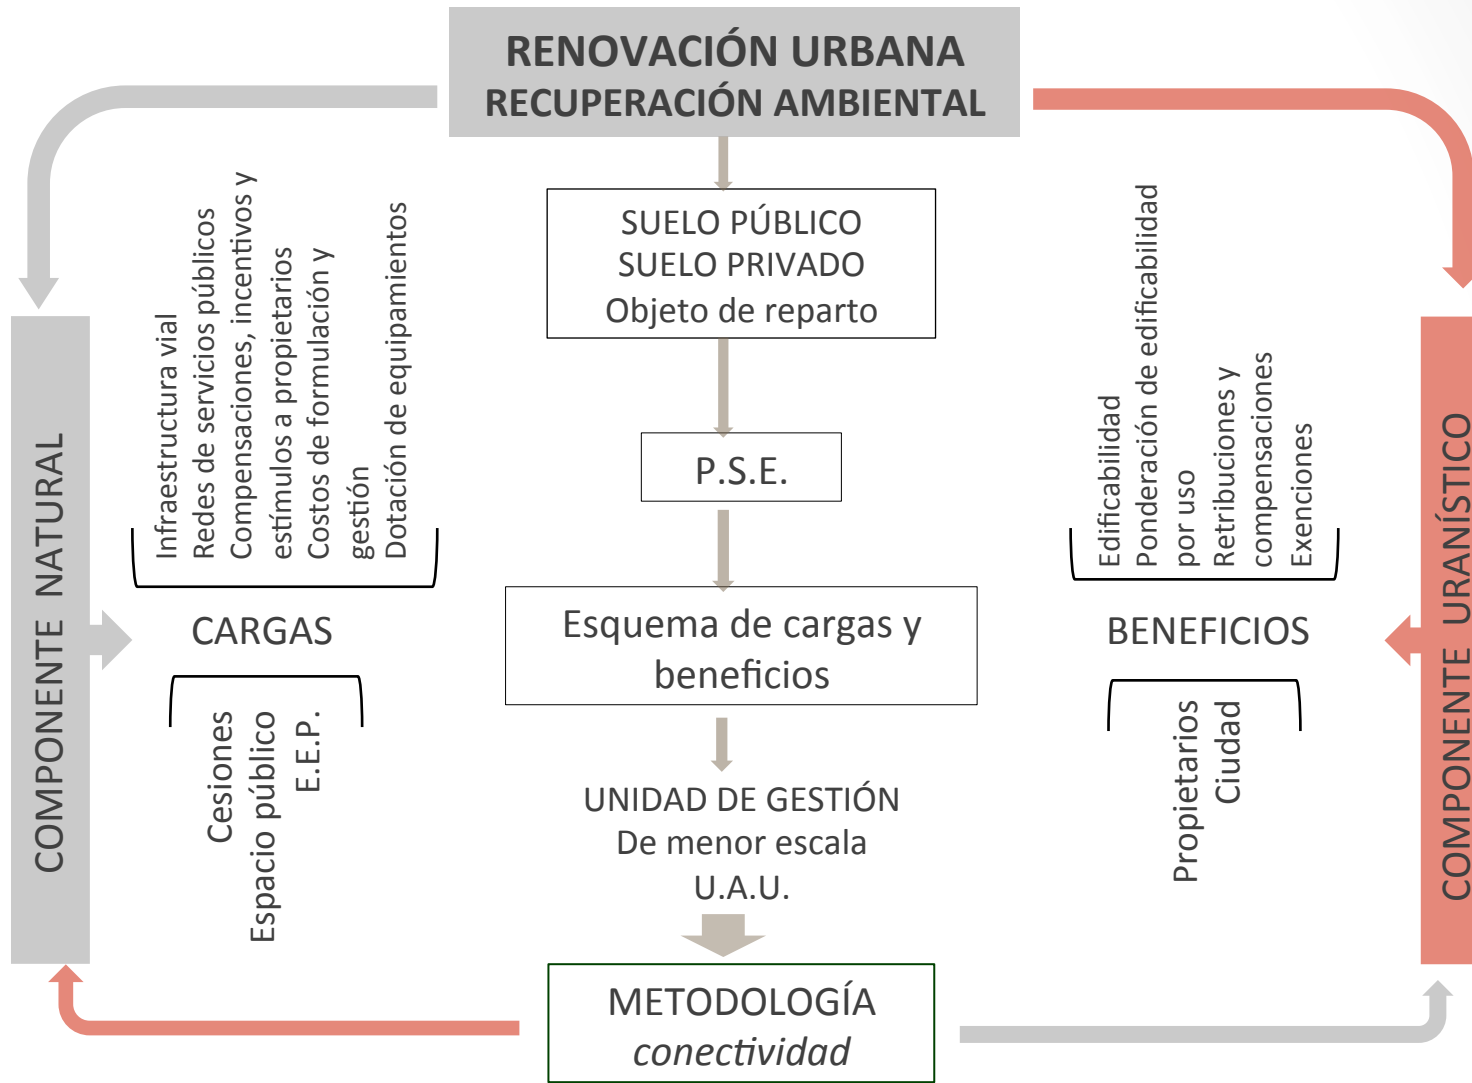 RENOVACIÓN URBANA
RECUPERACIÓN AMBIENTAL
SUELO PÚBLICO
SUELO PRIVADO
Objeto de reparto
P.S.E.
Esquema de cargas y
beneficios
UNIDAD DE GESTIÓN
De menor escala
U.A.U.
METODOLOGÍA
conectividad
COMPONENTE NATURAL
Infraestructura vial
Redes de servicios públicos
Compensaciones, incentivos y
estímulos a propietarios
Costos de formulación y
gestión
Dotación de equipamientos
CARGAS
Cesiones
Espacio público
E.E.P.
Edificabilidad
Ponderación de edificabilidad
por uso
Retribuciones y
compensaciones
Exenciones
BENEFICIOS
Propietarios
Ciudad
COMPONENTE URANÍSTICO